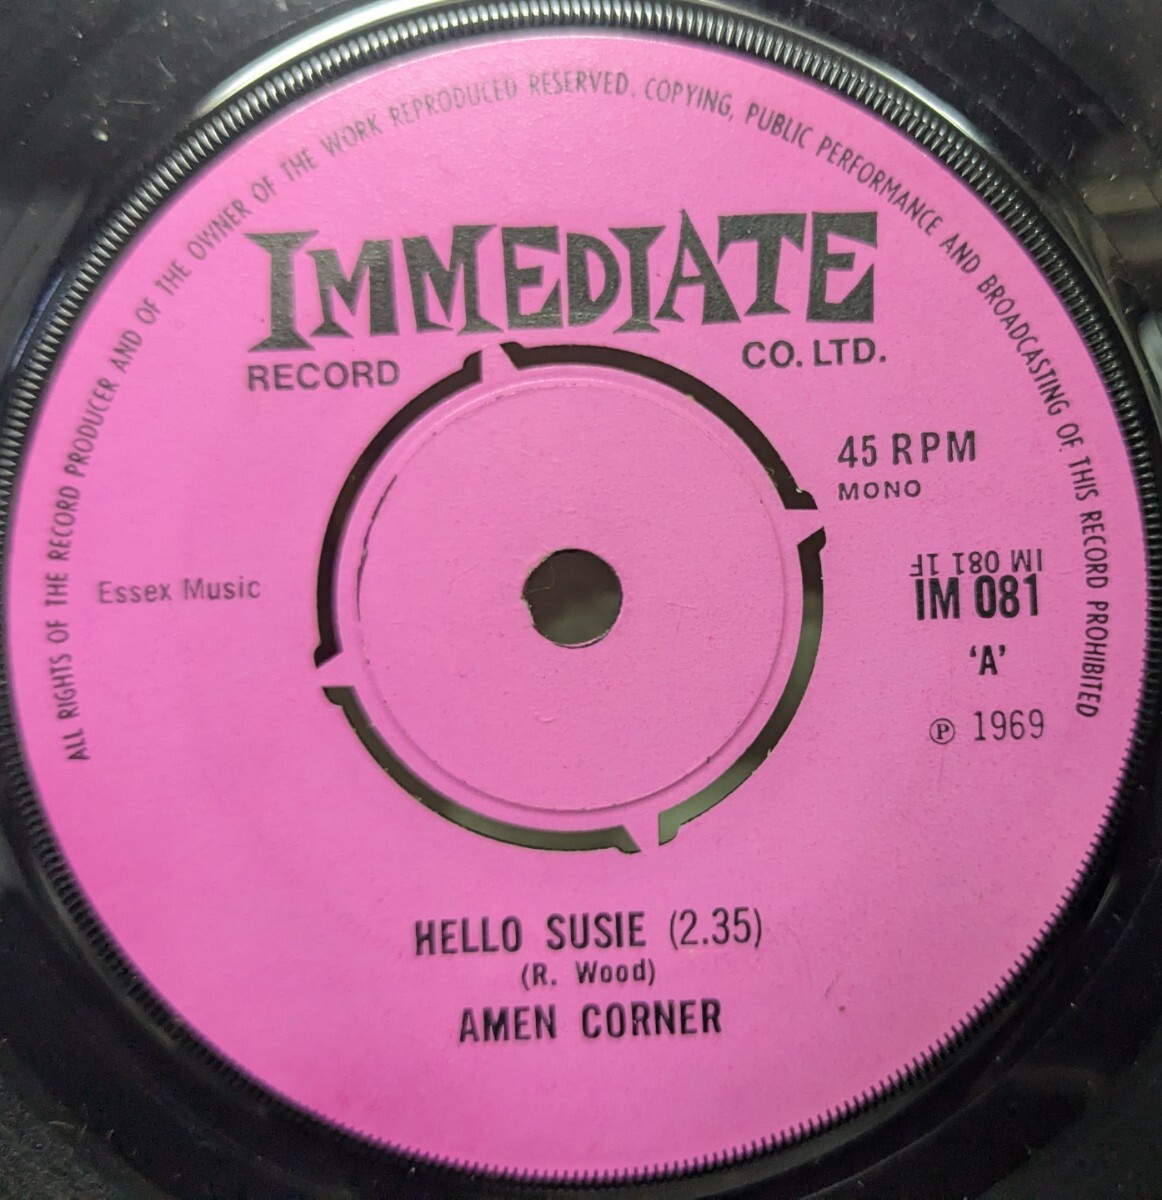 ALL RIGHTS OF THE RECORD PRODUCER AND OF THE OWNER OF THE WORK REPRODUCED RESERVED. COPYING, PUBLIC PERFORMANCE AND BROADCASTING OF THIS RECORD PROHIBITED
IMMEDIATE
RECORD CO. LTD.
45 RPM
MONO
Essex Music
IM 081 1F
IM 081
‘A’
℗ 1969
HELLO SUSIE (2.35)
(R. Wood)
AMEN CORNER